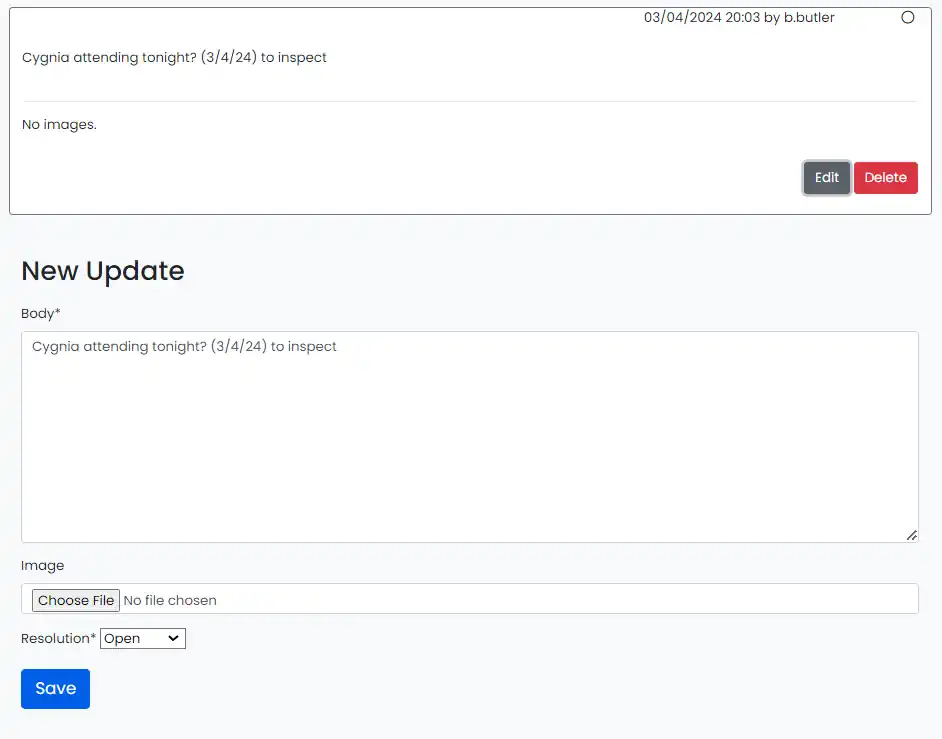 03/04/2024 20:03 by b.butler
Cygnia attending tonight? (3/4/24) to inspect
No images.
Edit Delete
New Update
Body*
Cygnia attending tonight? (3/4/24) to inspect
Image
Choose File No file chosen
Resolution* Open
Save